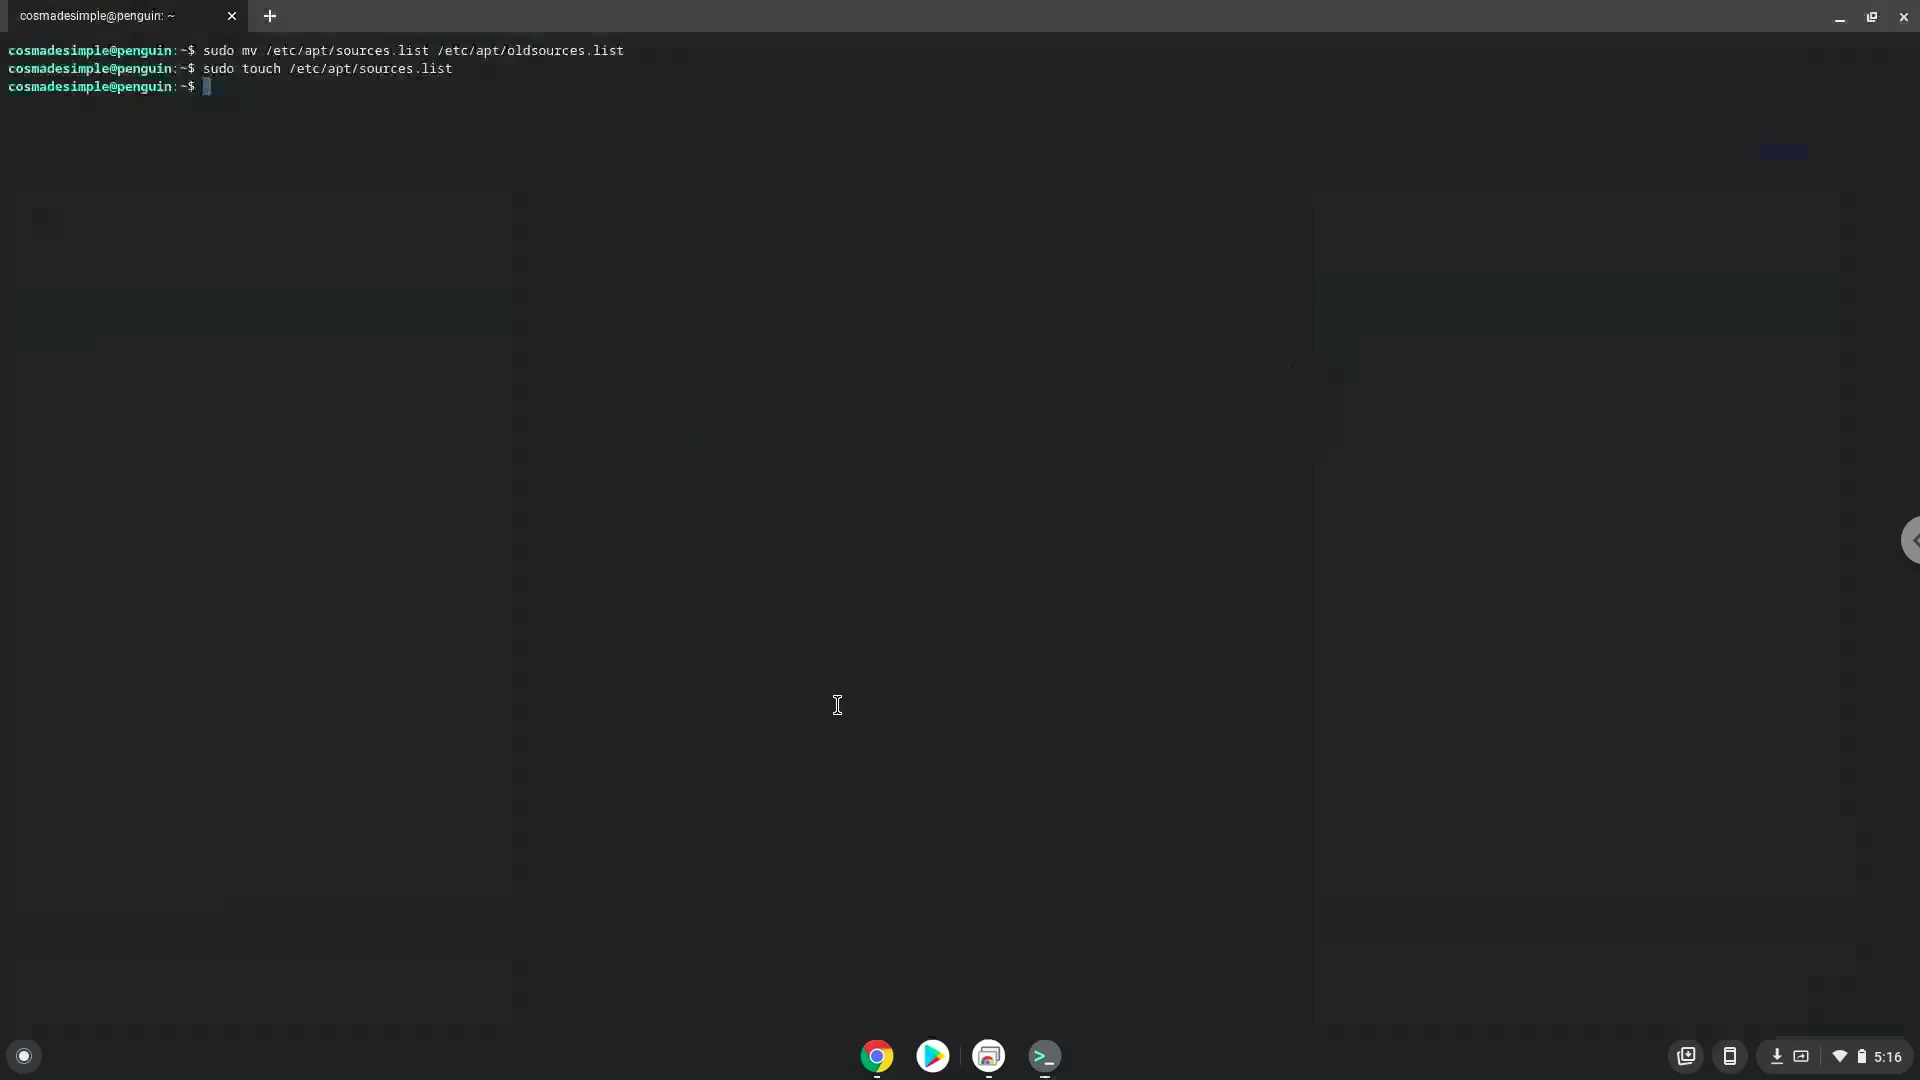 cosmadesimple@penguin: ~
cosmadesimple@penguin:~$ sudo mv /etc/apt/sources.list /etc/apt/oldsources.list
cosmadesimple@penguin:~$ sudo touch /etc/apt/sources.list
cosmadesimple@penguin:~$
5:16